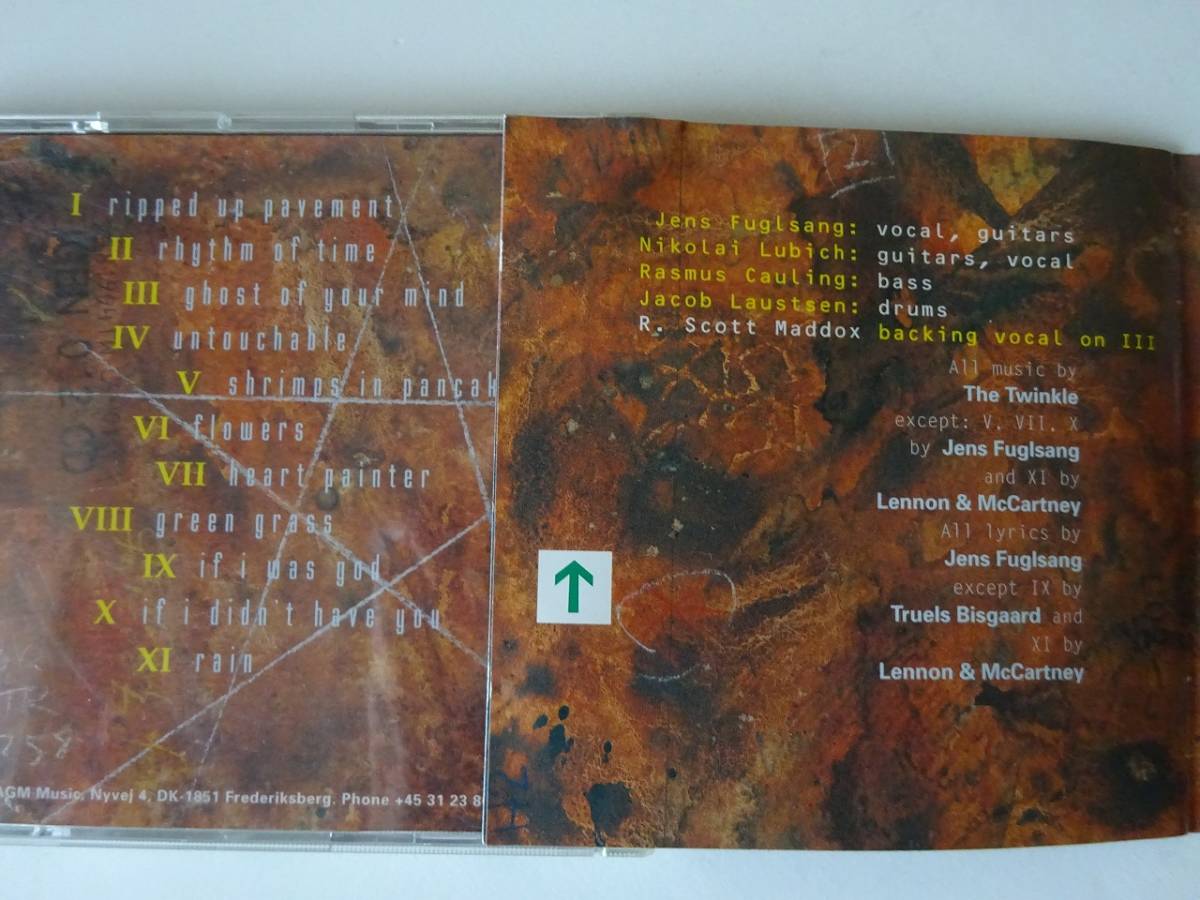 I ripped up pavement
II rhythm of time
III ghost of your mind
IV untouchable
V shrimps in pancak
VI flowers
VII heart painter
VIII green grass
IX if i was god
X if i didn't have you
XI rain
AGM Music, Nyvej 4, DK-1851 Frederiksberg. Phone +45 31 23 8
Jens Fuglsang: vocal, guitars
Nikolai Lubich: guitars, vocal
Rasmus Cauling: bass
Jacob Laustsen: drums
R. Scott Maddox backing vocal on III
All music by
The Twinkle
except: V. VII. X
by Jens Fuglsang
and XI by
Lennon & McCartney
All lyrics by
Jens Fuglsang
except IX by
Truels Bisgaard and
XI by
Lennon & McCartney